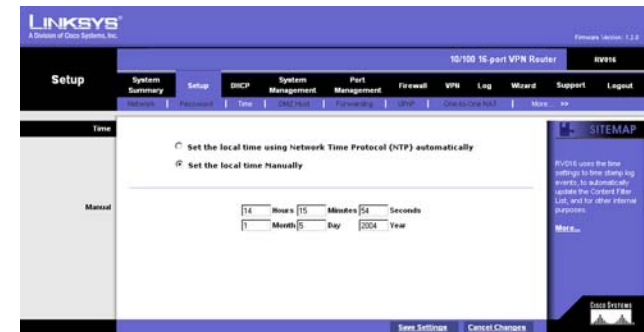 LINKSYS®
A Division of Cisco Systems, Inc.
Firmware Version: 1.2.0
10/100 16-port VPN Router
RV016
Setup
System Summary
Setup
DHCP
System Management
Port Management
Firewall
VPN
Log
Wizard
Support
Logout
Network | Password | Time | DMZ Host | Forwarding | UPnP | One-to-One NAT | More... >>
Time
Set the local time using Network Time Protocol (NTP) automatically
Set the local time Manually
Manual
14 Hours 15 Minutes 54 Seconds
1 Month 5 Day 2004 Year
SITEMAP
RV016 uses the time
settings to time stamp log
events, to automatically
update the Content Filter
List, and for other internal
purposes.
More...
Save Settings
Cancel Changes
CISCO SYSTEMS